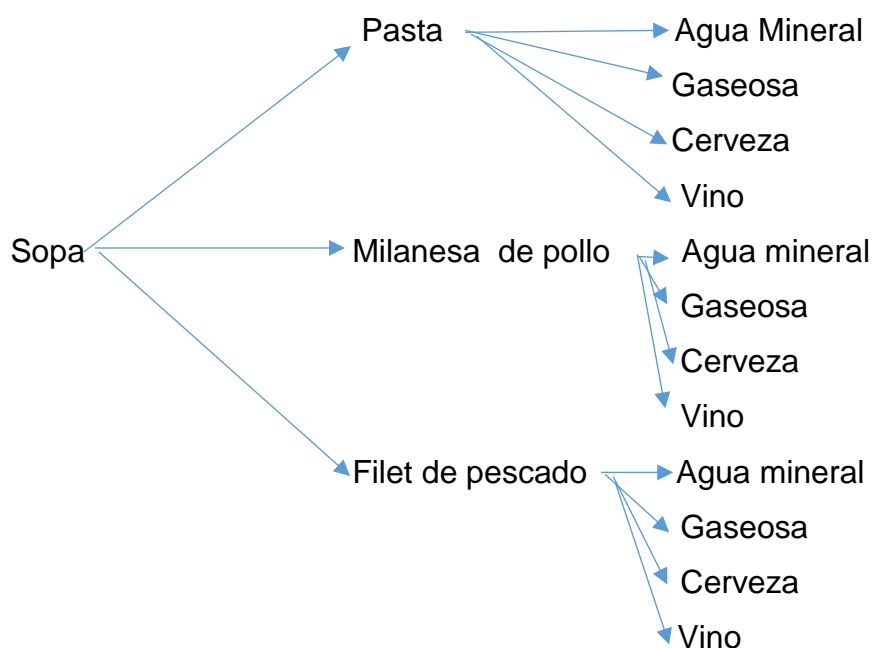 Pasta
Agua Mineral
Gaseosa
Cerveza
Vino
Sopa
Milanesa de pollo
Agua mineral
Gaseosa
Cerveza
Vino
Filet de pescado
Agua mineral
Gaseosa
Cerveza
Vino